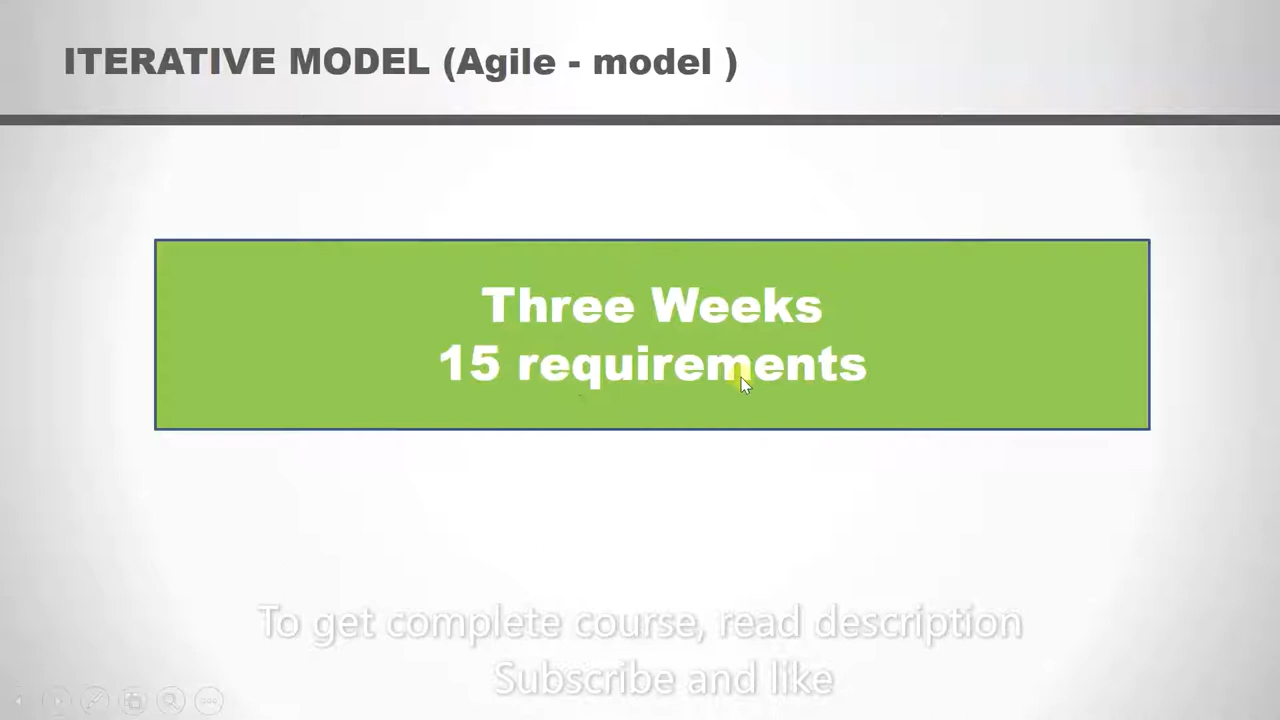 ITERATIVE MODEL (Agile - model )
Three Weeks
15 requirements
To get complete course, read description
Subscribe and like